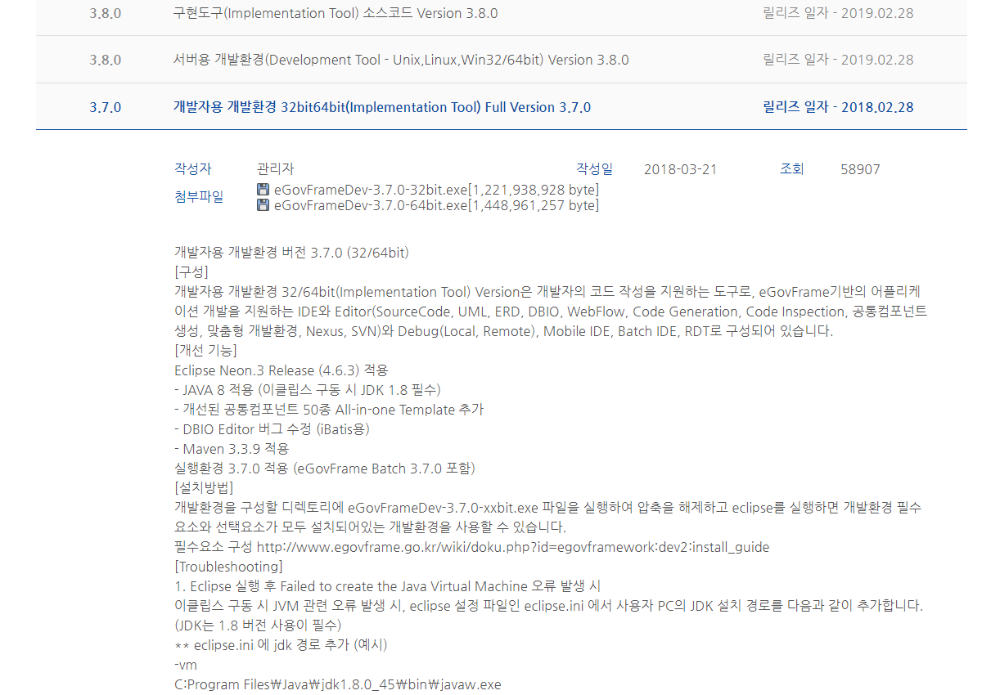 3.8.0 구현도구(Implementation Tool) 소스코드 Version 3.8.0 릴리즈 일자 - 2019.02.28
3.8.0 서버용 개발환경(Development Tool - Unix,Linux,Win32/64bit) Version 3.8.0 릴리즈 일자 - 2019.02.28
3.7.0 개발자용 개발환경 32bit64bit(Implementation Tool) Full Version 3.7.0 릴리즈 일자 - 2018.02.28
작성자 관리자 작성일 2018-03-21 조회 58907
첨부파일
eGovFrameDev-3.7.0-32bit.exe[1,221,938,928 byte]
eGovFrameDev-3.7.0-64bit.exe[1,448,961,257 byte]
개발자용 개발환경 버전 3.7.0 (32/64bit)
[구성]
개발자용 개발환경 32/64bit(Implementation Tool) Version은 개발자의 코드 작성을 지원하는 도구로, eGovFrame기반의 어플리케
이션 개발을 지원하는 IDE와 Editor(SourceCode, UML, ERD, DBIO, WebFlow, Code Generation, Code Inspection, 공통컴포넌트
생성, 맞춤형 개발환경, Nexus, SVN)와 Debug(Local, Remote), Mobile IDE, Batch IDE, RDT로 구성되어 있습니다.
[개선 기능]
Eclipse Neon.3 Release (4.6.3) 적용
- JAVA 8 적용 (이클립스 구동 시 JDK 1.8 필수)
- 개선된 공통컴포넌트 50종 All-in-one Template 추가
- DBIO Editor 버그 수정 (iBatis용)
- Maven 3.3.9 적용
실행환경 3.7.0 적용 (eGovFrame Batch 3.7.0 포함)
[설치방법]
개발환경을 구성할 디렉토리에 eGovFrameDev-3.7.0-xxbit.exe 파일을 실행하여 압축을 해제하고 eclipse를 실행하면 개발환경 필수
요소와 선택요소가 모두 설치되어있는 개발환경을 사용할 수 있습니다.
필수요소 구성 http://www.egovframe.go.kr/wiki/doku.php?id=egovframework:dev2:install_guide
[Troubleshooting]
1. Eclipse 실행 후 Failed to create the Java Virtual Machine 오류 발생 시
이클립스 구동 시 JVM 관련 오류 발생 시, eclipse 설정 파일인 eclipse.ini 에서 사용자 PC의 JDK 설치 경로를 다음과 같이 추가합니다.
(JDK는 1.8 버전 사용이 필수)
** eclipse.ini 에 jdk 경로 추가 (예시)
-vm
C:Program Files₩Java₩jdk1.8.0_45₩bin₩javaw.exe